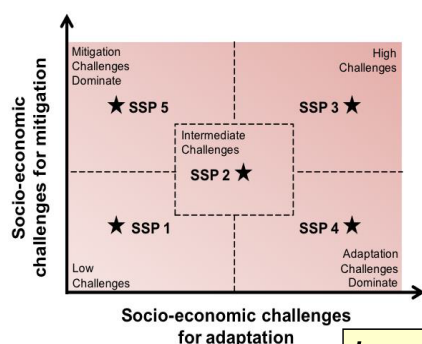 Mitigation
Challenges
Dominate
High
Challenges
SSP 5
SSP 3
Intermediate
Challenges
SSP 2
SSP 1
SSP 4
Low
Challenges
Adaptation
Challenges
Dominate
Socio-economic
challenges for mitigation
Socio-economic challenges
for adaptation